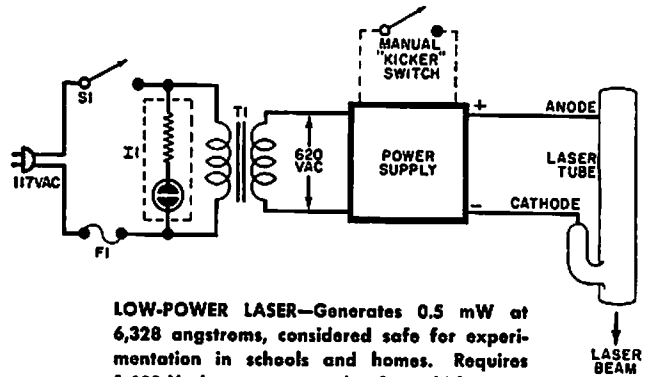 MANUAL
"KICKER"
SWITCH
S1
I1
T1
117VAC
F1
620
VAC
POWER
SUPPLY
+
-
ANODE
LASER
TUBE
CATHODE
LASER
BEAM
LOW-POWER LASER—Generates 0.5 mW at
6,328 angstroms, considered safe for experi-
mentation in schools and homes. Requires